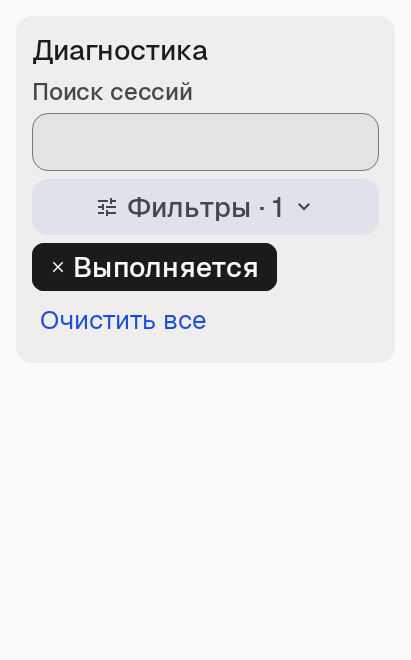 Диагностика
Поиск сессий
Фильтры · 1
× Выполняется
Очистить все